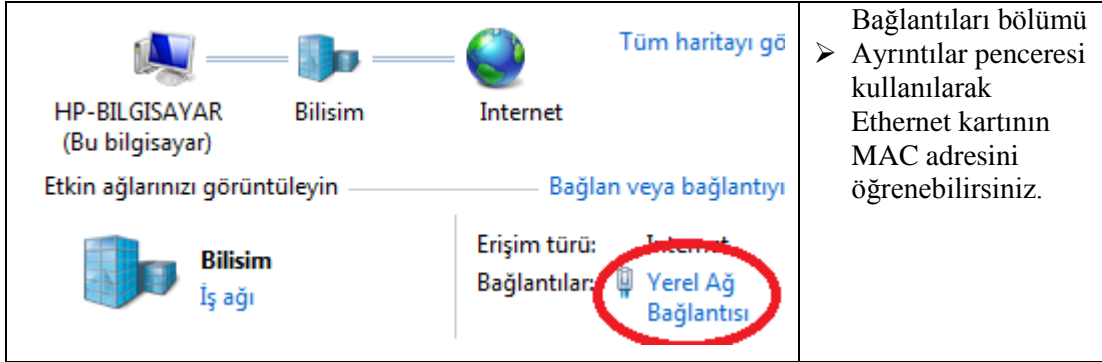 Tüm haritayı gö
HP-BILGISAYAR
(Bu bilgisayar)
Bilisim
Internet
Etkin ağlarınızı görüntüleyin
Bağlan veya bağlantıyı
Bilisim
İş ağı
Erişim türü: Internet
Bağlantılar: Yerel Ağ
Bağlantısı
Bağlantıları bölümü
➢ Ayrıntılar penceresi
kullanılarak
Ethernet kartının
MAC adresini
öğrenebilirsiniz.